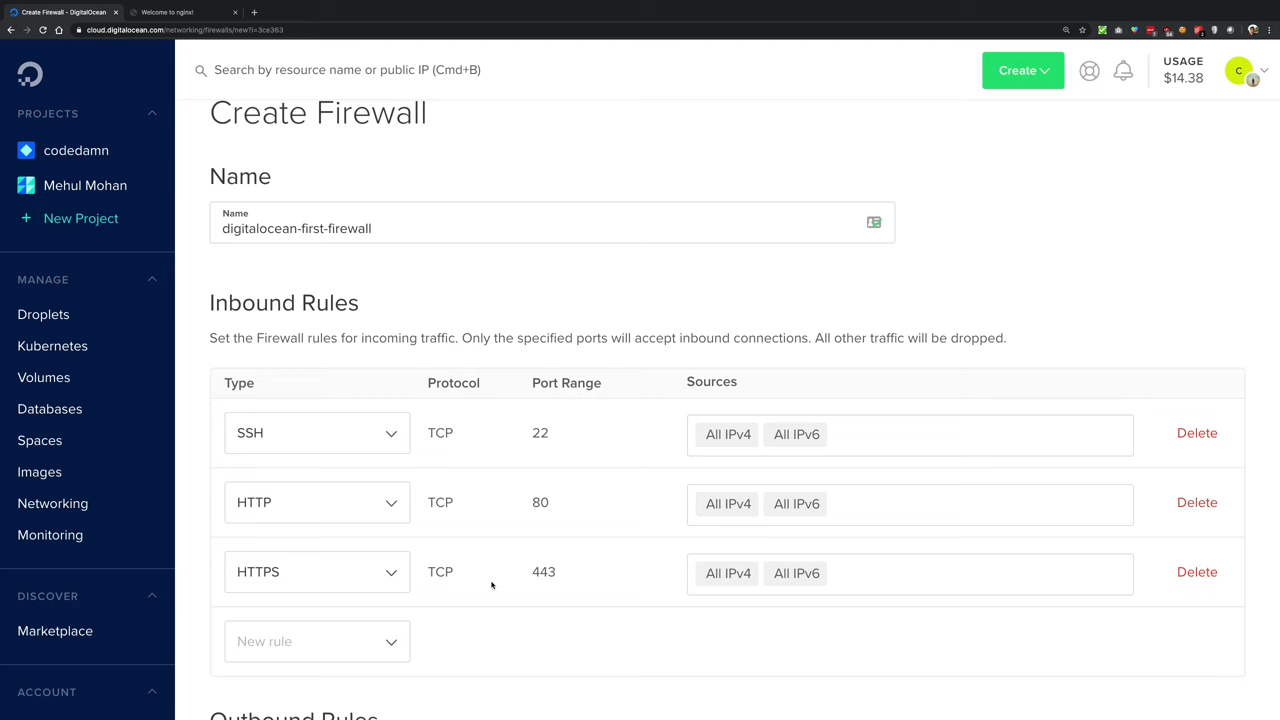 Create Firewall - DigitalOcean
Welcome to nginx!
cloud.digitalocean.com/networking/firewalls/new?i=3ce363
Search by resource name or public IP (Cmd+B)
Create
USAGE
$14.38
C
PROJECTS
codedamn
Mehul Mohan
+ New Project
MANAGE
Droplets
Kubernetes
Volumes
Databases
Spaces
Images
Networking
Monitoring
DISCOVER
Marketplace
ACCOUNT
Create Firewall
Name
Name
digitalocean-first-firewall
Inbound Rules
Set the Firewall rules for incoming traffic. Only the specified ports will accept inbound connections. All other traffic will be dropped.
Type Protocol Port Range Sources
SSH TCP 22 All IPv4 All IPv6 Delete
HTTP TCP 80 All IPv4 All IPv6 Delete
HTTPS TCP 443 All IPv4 All IPv6 Delete
New rule
Outbound Rules